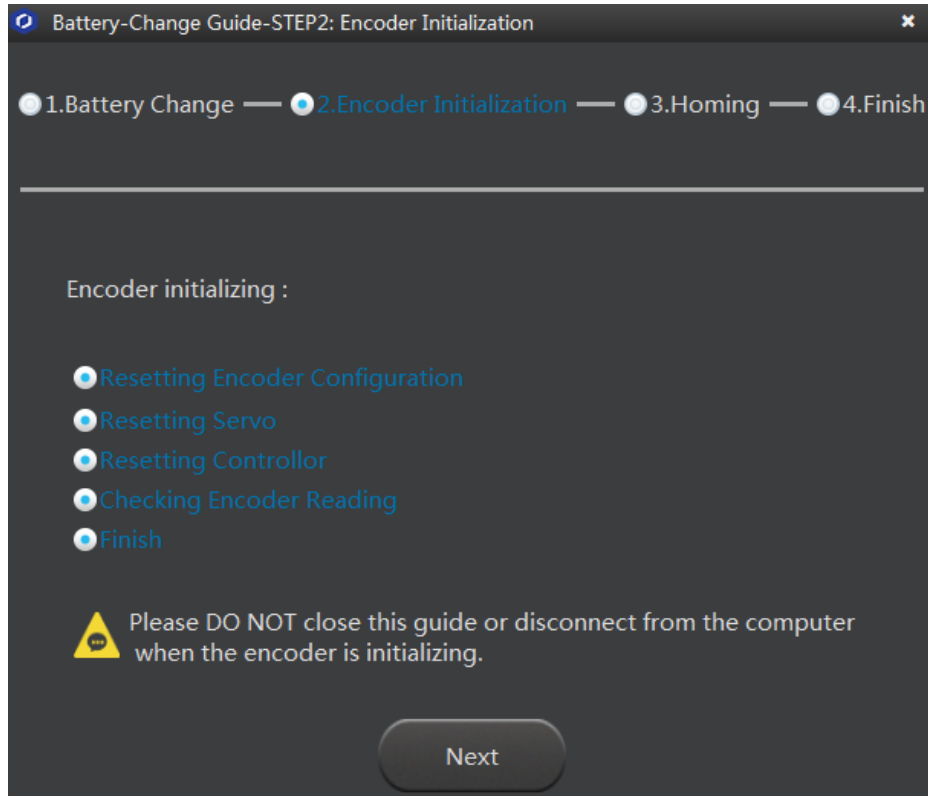 Battery-Change Guide-STEP2: Encoder Initialization
1.Battery Change 2.Encoder Initialization 3.Homing 4.Finish
Encoder initializing :
Resetting Encoder Configuration
Resetting Servo
Resetting Controllor
Checking Encoder Reading
Finish
Please DO NOT close this guide or disconnect from the computer
when the encoder is initializing.
Next